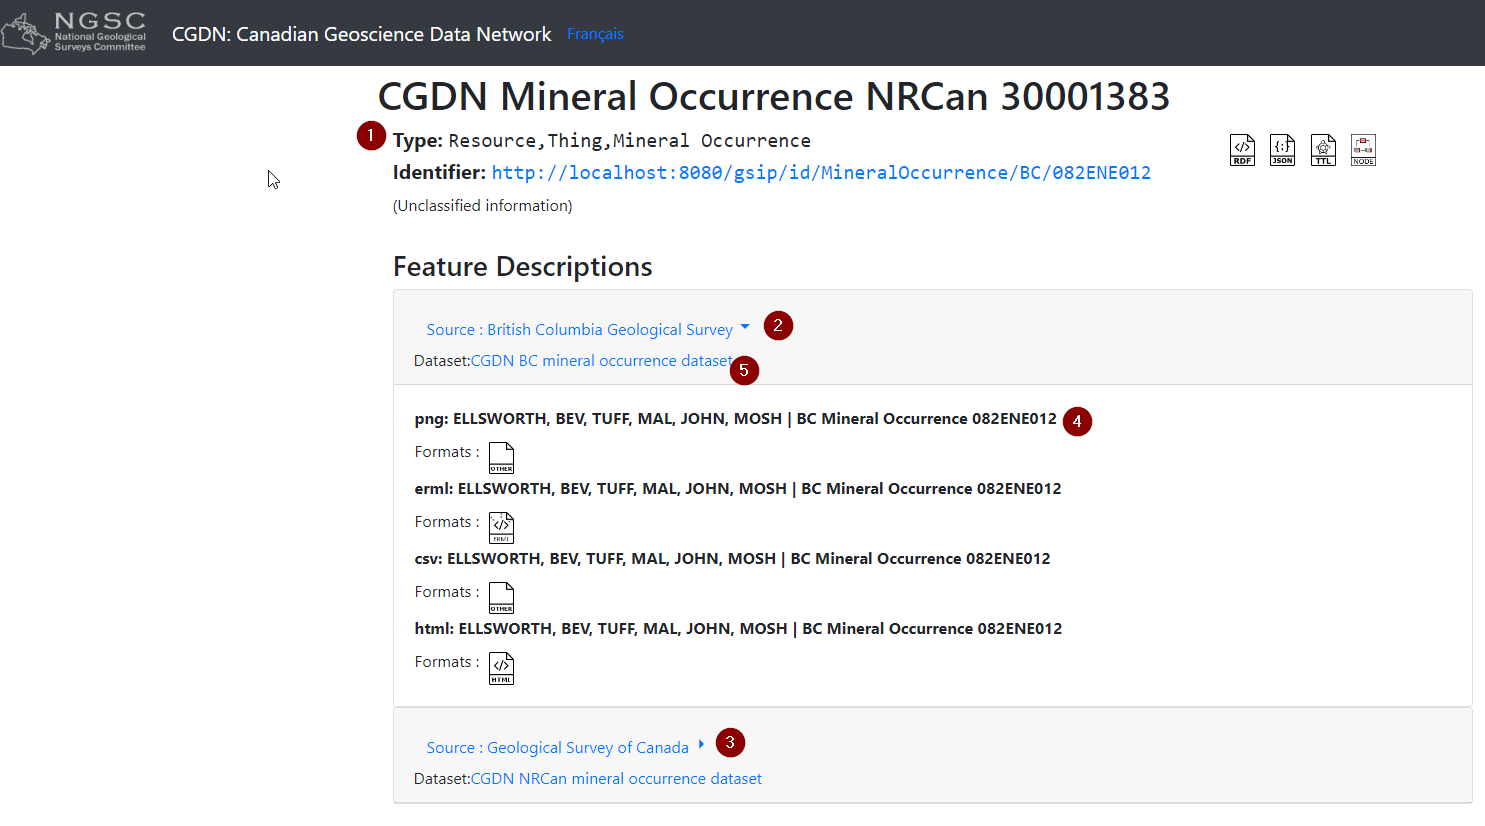 NGSC
National Geological
Surveys Committee
CGDN: Canadian Geoscience Data Network Français
CGDN Mineral Occurrence NRCan 30001383
1 Type: Resource,Thing,Mineral Occurrence
RDF JSON TTL NODE
Identifier: http://localhost:8080/gsip/id/MineralOccurrence/BC/082ENE012
(Unclassified information)
Feature Descriptions
Source : British Columbia Geological Survey 2
Dataset:CGDN BC mineral occurrence dataset 5
png: ELLSWORTH, BEV, TUFF, MAL, JOHN, MOSH | BC Mineral Occurrence 082ENE012 4
Formats : OTHER
erml: ELLSWORTH, BEV, TUFF, MAL, JOHN, MOSH | BC Mineral Occurrence 082ENE012
Formats : ERML
csv: ELLSWORTH, BEV, TUFF, MAL, JOHN, MOSH | BC Mineral Occurrence 082ENE012
Formats : OTHER
html: ELLSWORTH, BEV, TUFF, MAL, JOHN, MOSH | BC Mineral Occurrence 082ENE012
Formats : HTML
Source : Geological Survey of Canada 3
Dataset:CGDN NRCan mineral occurrence dataset